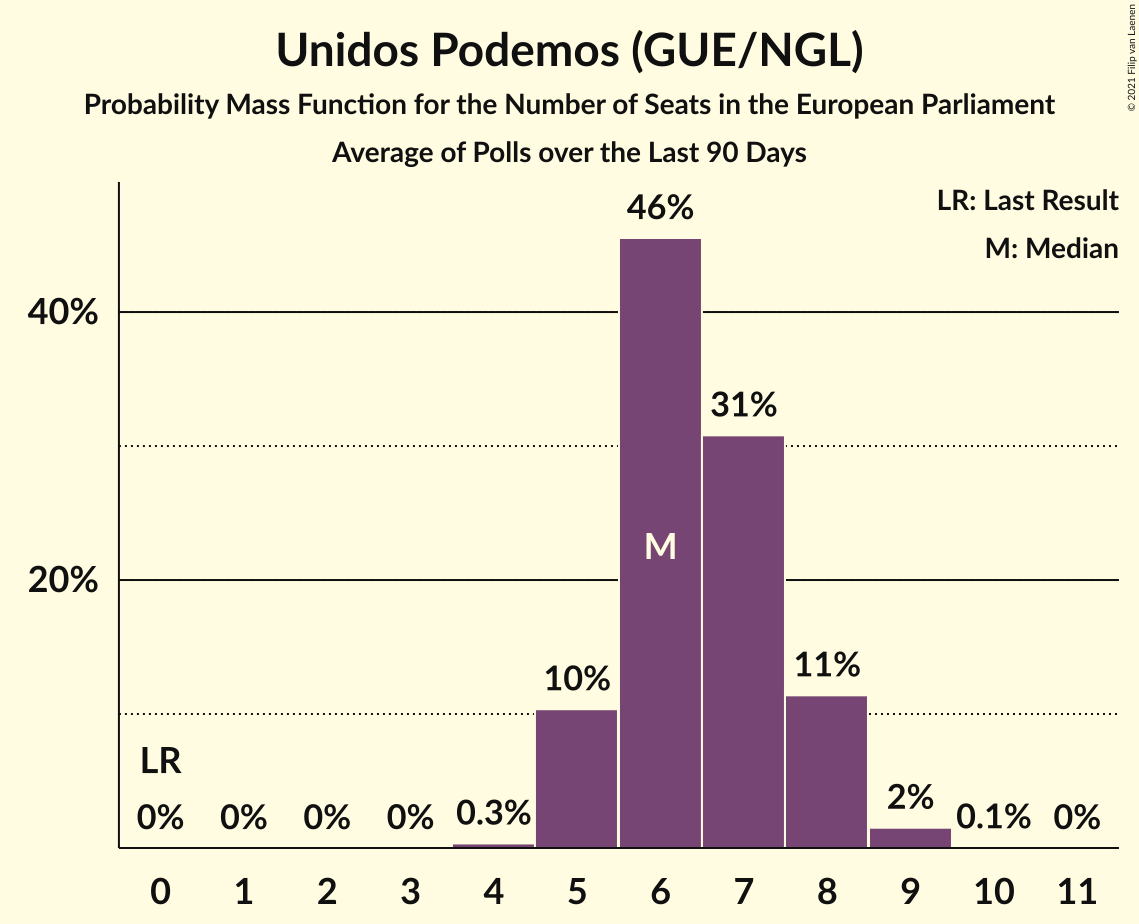 Unidos Podemos (GUE/NGL)
Probability Mass Function for the Number of Seats in the European Parliament
Average of Polls over the Last 90 Days
© 2021 Filip van Laenen
LR: Last Result
M: Median
46%
40%
31%
M
20%
10%
11%
LR
0%
0%
0%
0%
0.3%
2%
0.1%
0%
0 1 2 3 4 5 6 7 8 9 10 11